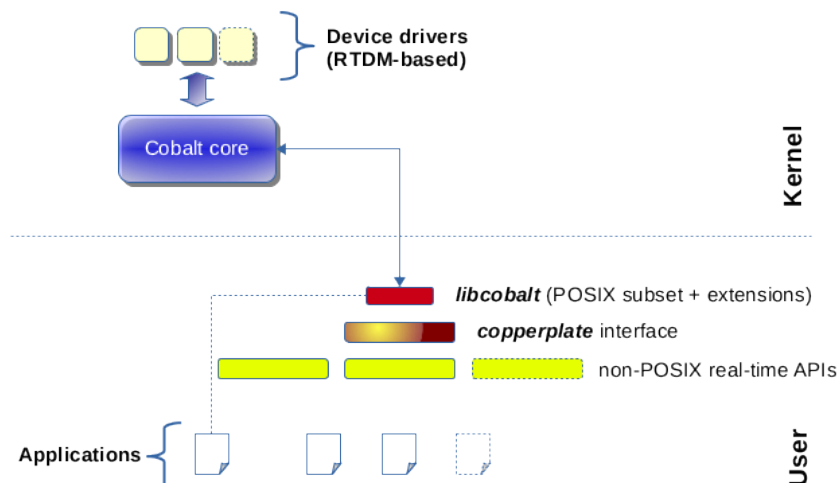 Device drivers
(RTDM-based)
Cobalt core
Kernel
libcobalt (POSIX subset + extensions)
copperplate interface
non-POSIX real-time APIs
Applications
User